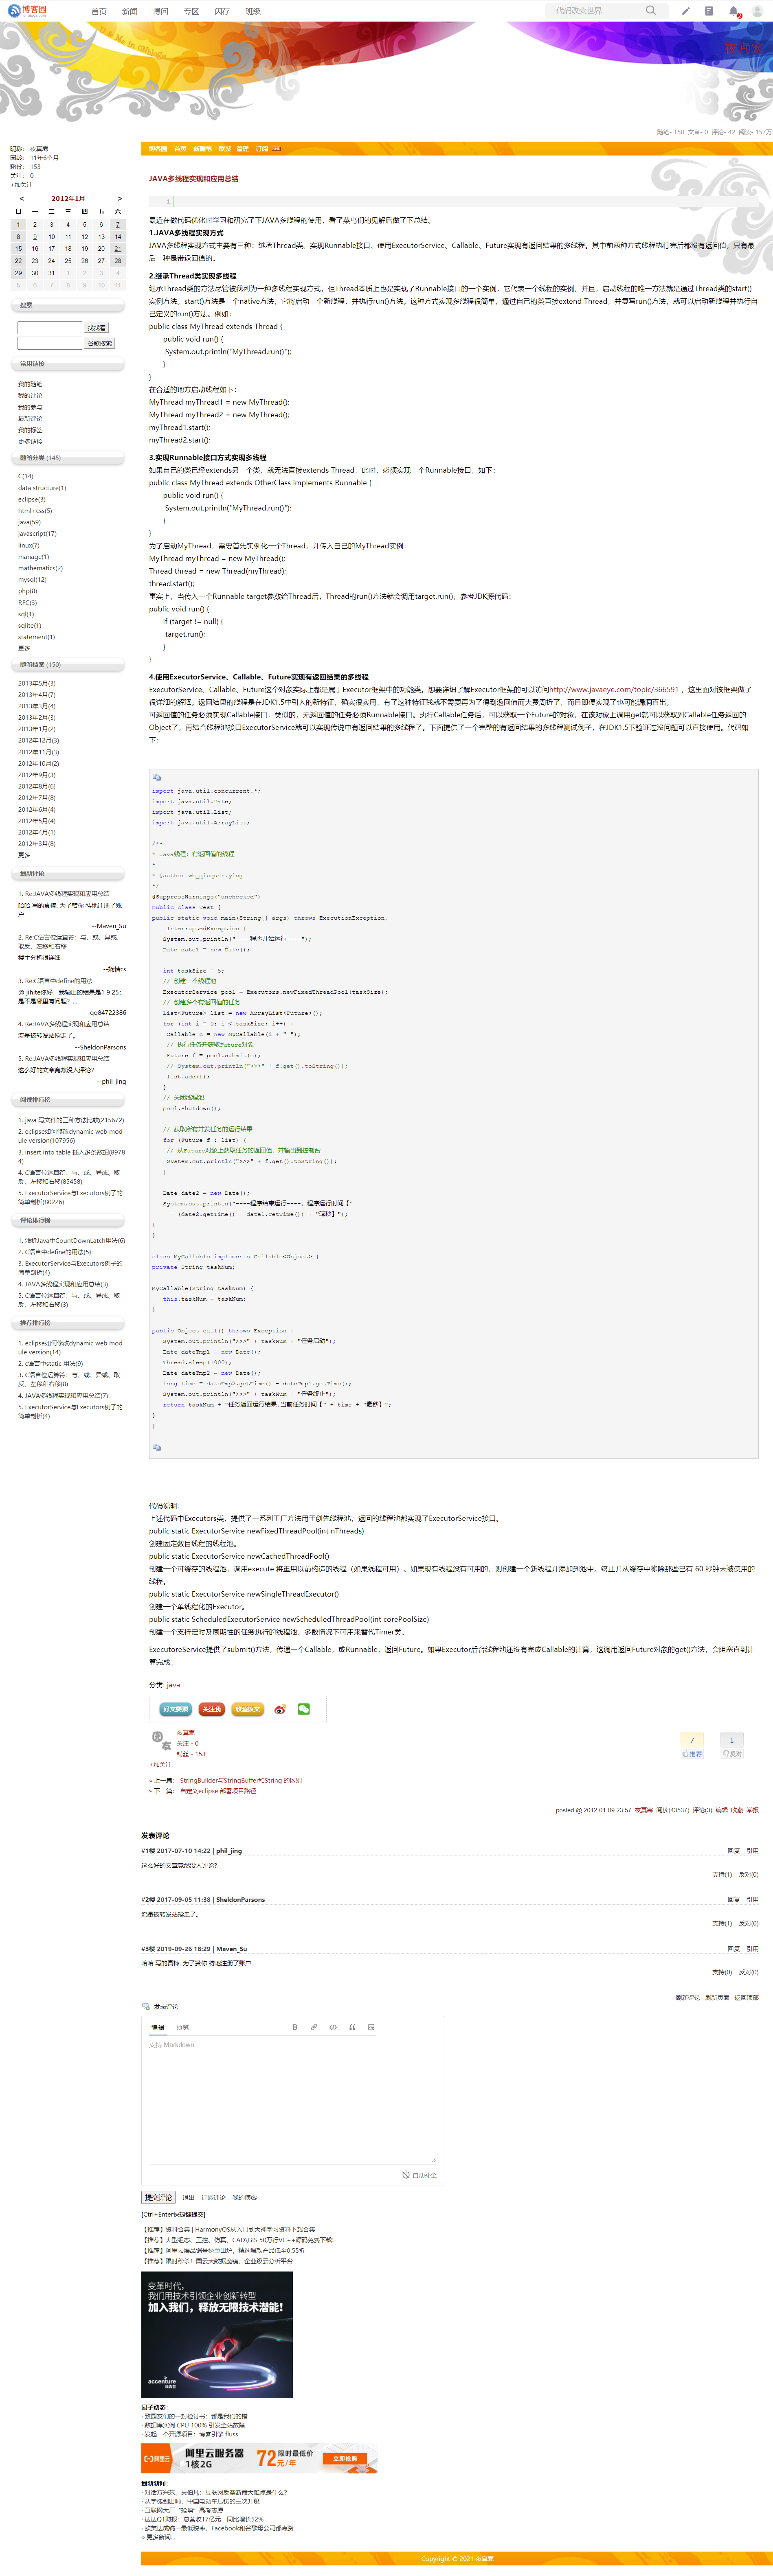 博客园
首页 新闻 博问 专区 闪存 班级
代码改变世界
随笔- 150 文章- 0 评论- 42 阅读- 157万
博客园 首页 新随笔 联系 管理 订阅
昵称： 夜真寒
园龄： 11年6个月
粉丝： 153
关注： 0
+加关注
< 2012年1月 >
日 一 二 三 四 五 六
1 2 3 4 5 6 7
8 9 10 11 12 13 14
15 16 17 18 19 20 21
22 23 24 25 26 27 28
29 30 31 1 2 3 4
5 6 7 8 9 10 11
搜索
找找看
谷歌搜索
常用链接
我的随笔
我的评论
我的参与
最新评论
我的标签
更多链接
随笔分类 (145)
C(14)
data structure(1)
eclipse(3)
html+css(5)
java(59)
javascript(17)
linux(7)
manage(1)
mathematics(2)
mysql(12)
php(8)
RFC(3)
sql(1)
sqlite(1)
statement(1)
更多
随笔档案 (150)
2013年5月(3)
2013年4月(7)
2013年3月(4)
2013年2月(3)
2013年1月(2)
2012年12月(3)
2012年11月(3)
2012年10月(2)
2012年9月(3)
2012年8月(6)
2012年7月(8)
2012年6月(4)
2012年5月(4)
2012年4月(1)
2012年3月(8)
更多
最新评论
1. Re:JAVA多线程实现和应用总结
哈哈 写的真棒. 为了赞你 特地注册了账
户
--Maven_Su
2. Re:C语言位运算符：与、或、异或、
取反、左移和右移
楼主分析很详细
--晓情cs
3. Re:C语言中define的用法
@ jihite你好，我输出的结果是1 9 25；
是不是哪里有问题？...
--qq84722386
4. Re:JAVA多线程实现和应用总结
流量被转发站抢走了。
--SheldonParsons
5. Re:JAVA多线程实现和应用总结
这么好的文章竟然没人评论？
--phil_jing
阅读排行榜
1. java 写文件的三种方法比较(215672)
2. eclipse如何修改dynamic web mod
ule version(107956)
3. insert into table 插入多条数据(8978
4)
4. C语言位运算符：与、或、异或、取
反、左移和右移(85458)
5. ExecutorService与Executors例子的
简单剖析(80226)
评论排行榜
1. 浅析Java中CountDownLatch用法(6)
2. C语言中define的用法(5)
3. ExecutorService与Executors例子的
简单剖析(4)
4. JAVA多线程实现和应用总结(3)
5. C语言位运算符：与、或、异或、取
反、左移和右移(3)
推荐排行榜
1. eclipse如何修改dynamic web mod
ule version(14)
2. c语言中static 用法(9)
3. C语言位运算符：与、或、异或、取
反、左移和右移(8)
4. JAVA多线程实现和应用总结(7)
5. ExecutorService与Executors例子的
简单剖析(4)
JAVA多线程实现和应用总结
1
最近在做代码优化时学习和研究了下JAVA多线程的使用，看了菜鸟们的见解后做了下总结。
1.JAVA多线程实现方式
JAVA多线程实现方式主要有三种：继承Thread类、实现Runnable接口、使用ExecutorService、Callable、Future实现有返回结果的多线程。其中前两种方式线程执行完后都没有返回值，只有最
后一种是带返回值的。
2.继承Thread类实现多线程
继承Thread类的方法尽管被我列为一种多线程实现方式，但Thread本质上也是实现了Runnable接口的一个实例，它代表一个线程的实例，并且，启动线程的唯一方法就是通过Thread类的start()
实例方法。start()方法是一个native方法，它将启动一个新线程，并执行run()方法。这种方式实现多线程很简单，通过自己的类直接extend Thread，并复写run()方法，就可以启动新线程并执行自
己定义的run()方法。例如：
public class MyThread extends Thread {
public void run() {
System.out.println("MyThread.run()");
}
}
在合适的地方启动线程如下：
MyThread myThread1 = new MyThread();
MyThread myThread2 = new MyThread();
myThread1.start();
myThread2.start();
3.实现Runnable接口方式实现多线程
如果自己的类已经extends另一个类，就无法直接extends Thread，此时，必须实现一个Runnable接口，如下：
public class MyThread extends OtherClass implements Runnable {
public void run() {
System.out.println("MyThread.run()");
}
}
为了启动MyThread，需要首先实例化一个Thread，并传入自己的MyThread实例：
MyThread myThread = new MyThread();
Thread thread = new Thread(myThread);
thread.start();
事实上，当传入一个Runnable target参数给Thread后，Thread的run()方法就会调用target.run()，参考JDK源代码：
public void run() {
if (target != null) {
target.run();
}
}
4.使用ExecutorService、Callable、Future实现有返回结果的多线程
ExecutorService、Callable、Future这个对象实际上都是属于Executor框架中的功能类。想要详细了解Executor框架的可以访问http://www.javaeye.com/topic/366591 ，这里面对该框架做了
很详细的解释。返回结果的线程是在JDK1.5中引入的新特征，确实很实用，有了这种特征我就不需要再为了得到返回值而大费周折了，而且即便实现了也可能漏洞百出。
可返回值的任务必须实现Callable接口，类似的，无返回值的任务必须Runnable接口。执行Callable任务后，可以获取一个Future的对象，在该对象上调用get就可以获取到Callable任务返回的
Object了，再结合线程池接口ExecutorService就可以实现传说中有返回结果的多线程了。下面提供了一个完整的有返回结果的多线程测试例子，在JDK1.5下验证过没问题可以直接使用。代码如
下：
import java.util.concurrent.*;
import java.util.Date;
import java.util.List;
import java.util.ArrayList;
/**
* Java线程：有返回值的线程
*
* @author wb_qiuquan.ying
*/
@SuppressWarnings("unchecked")
public class Test {
public static void main(String[] args) throws ExecutionException,
InterruptedException {
System.out.println("----程序开始运行----");
Date date1 = new Date();
int taskSize = 5;
// 创建一个线程池
ExecutorService pool = Executors.newFixedThreadPool(taskSize);
// 创建多个有返回值的任务
List<Future> list = new ArrayList<Future>();
for (int i = 0; i < taskSize; i++) {
Callable c = new MyCallable(i + " ");
// 执行任务并获取Future对象
Future f = pool.submit(c);
// System.out.println(">>>" + f.get().toString());
list.add(f);
}
// 关闭线程池
pool.shutdown();
// 获取所有并发任务的运行结果
for (Future f : list) {
// 从Future对象上获取任务的返回值，并输出到控制台
System.out.println(">>>" + f.get().toString());
}
Date date2 = new Date();
System.out.println("----程序结束运行----，程序运行时间【"
+ (date2.getTime() - date1.getTime()) + "毫秒】");
}
}
class MyCallable implements Callable<Object> {
private String taskNum;
MyCallable(String taskNum) {
this.taskNum = taskNum;
}
public Object call() throws Exception {
System.out.println(">>>" + taskNum + "任务启动");
Date dateTmp1 = new Date();
Thread.sleep(1000);
Date dateTmp2 = new Date();
long time = dateTmp2.getTime() - dateTmp1.getTime();
System.out.println(">>>" + taskNum + "任务终止");
return taskNum + "任务返回运行结果,当前任务时间【" + time + "毫秒】";
}
}
代码说明：
上述代码中Executors类，提供了一系列工厂方法用于创先线程池，返回的线程池都实现了ExecutorService接口。
public static ExecutorService newFixedThreadPool(int nThreads)
创建固定数目线程的线程池。
public static ExecutorService newCachedThreadPool()
创建一个可缓存的线程池，调用execute 将重用以前构造的线程（如果线程可用）。如果现有线程没有可用的，则创建一个新线程并添加到池中。终止并从缓存中移除那些已有 60 秒钟未被使用的
线程。
public static ExecutorService newSingleThreadExecutor()
创建一个单线程化的Executor。
public static ScheduledExecutorService newScheduledThreadPool(int corePoolSize)
创建一个支持定时及周期性的任务执行的线程池，多数情况下可用来替代Timer类。
ExecutoreService提供了submit()方法，传递一个Callable，或Runnable，返回Future。如果Executor后台线程池还没有完成Callable的计算，这调用返回Future对象的get()方法，会阻塞直到计
算完成。
分类: java
好文要顶 关注我 收藏该文
夜真寒
关注 - 0
粉丝 - 153
+加关注
7 1
推荐 反对
« 上一篇： StringBuilder与StringBuffer和String 的区别
» 下一篇： 自定义eclipse 部署项目路径
posted @ 2012-01-09 23:57 夜真寒 阅读(43537) 评论(3) 编辑 收藏 举报
发表评论
#1楼 2017-07-10 14:22 | phil_jing 回复 引用
这么好的文章竟然没人评论？
支持(1) 反对(0)
#2楼 2017-09-05 11:38 | SheldonParsons 回复 引用
流量被转发站抢走了。
支持(1) 反对(0)
#3楼 2019-09-26 18:29 | Maven_Su 回复 引用
哈哈 写的真棒. 为了赞你 特地注册了账户
支持(0) 反对(0)
刷新评论 刷新页面 返回顶部
发表评论
编辑 预览
支持 Markdown
自动补全
提交评论 退出 订阅评论 我的博客
[Ctrl+Enter快捷键提交]
【推荐】资料合集 | HarmonyOS从入门到大神学习资料下载合集
【推荐】大型组态、工控、仿真、CAD\GIS 50万行VC++源码免费下载!
【推荐】阿里云爆品销量榜单出炉，精选爆款产品低至0.55折
【推荐】限时秒杀！国云大数据魔镜，企业级云分析平台
变革时代，
我们用技术引领企业创新转型
加入我们，释放无限技术潜能！
accenture
埃森哲
园子动态：
· 致园友们的一封检讨书：都是我们的错
· 数据库实例 CPU 100% 引发全站故障
· 发起一个开源项目：博客引擎 fluss
阿里云 阿里云服务器 1核2G 72 限时最低价 元/年 立即抢购
最新新闻：
· 对话方兴东、吴伯凡：互联网反垄断最大难点是什么？
· 从学徒到出师，中国电动车压铸的三次升级
· 互联网大厂“抢填”高考志愿
· 达达Q1财报：总营收17亿元，同比增长52%
· 欧美达成统一最低税率，Facebook和谷歌母公司都点赞
» 更多新闻...
Copyright © 2021 夜真寒